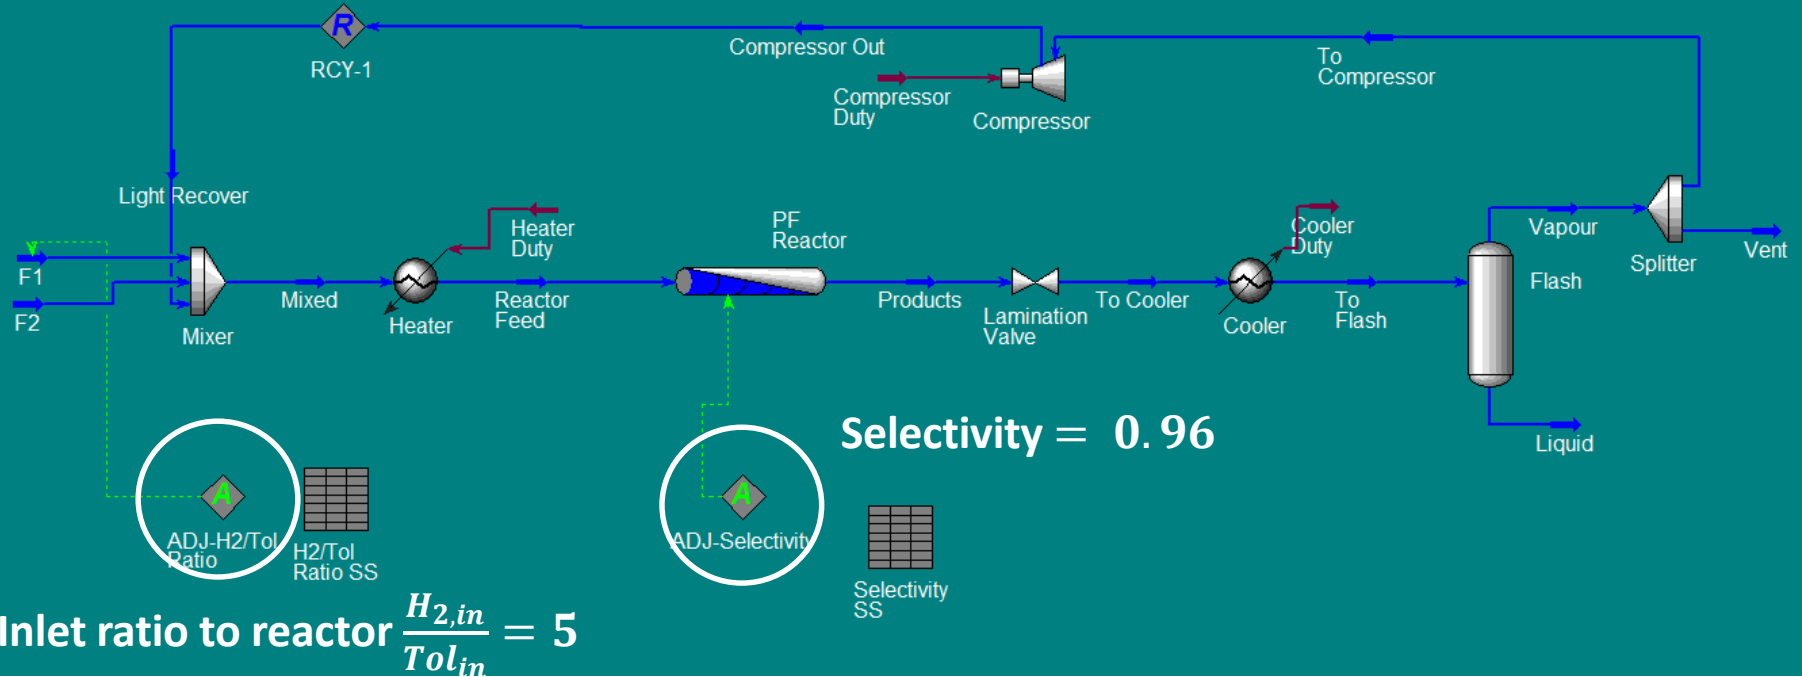 R
RCY-1
Compressor Out
To
Compressor
Compressor
Duty
Compressor
Light Recover
Heater
Duty
PF
Reactor
Cooler
Duty
Vapour
Vent
Splitter
F1
F2
Mixed
Mixer
Heater
Reactor
Feed
Products
Lamination
Valve
To Cooler
Cooler
To
Flash
Flash
Liquid
Selectivity = 0.96
A
ADJ-H2/Tol
Ratio
H2/Tol
Ratio SS
A
ADJ-Selectivity
Selectivity
SS
Inlet ratio to reactor H2,in/Tolin = 5